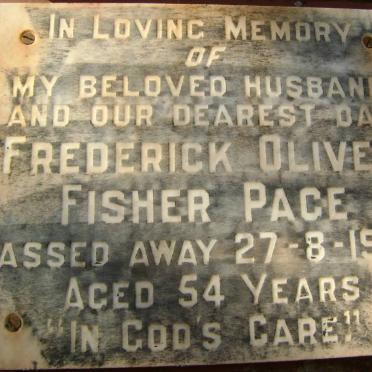 IN LOVING MEMORY
OF
MY BELOVED HUSBAN
AND OUR DEAREST DA
FREDERICK OLIVE
FISHER PACE
ASSED AWAY 27-8-19
AGED 54 YEARS
"IN GOD'S CARE."